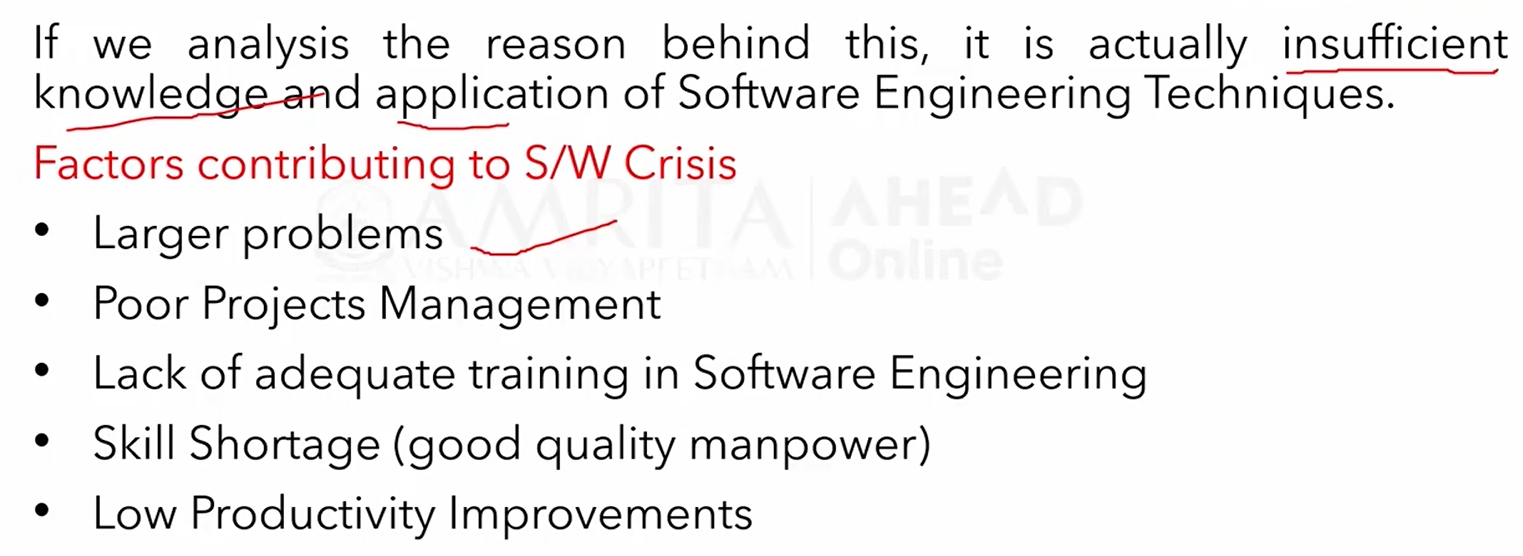 If we analysis the reason behind this, it is actually insufficient
knowledge and application of Software Engineering Techniques.
Factors contributing to S/W Crisis
AMRITA AHEAD
VISHWA VIDYAPEETHAM Online
• Larger problems
• Poor Projects Management
• Lack of adequate training in Software Engineering
• Skill Shortage (good quality manpower)
• Low Productivity Improvements